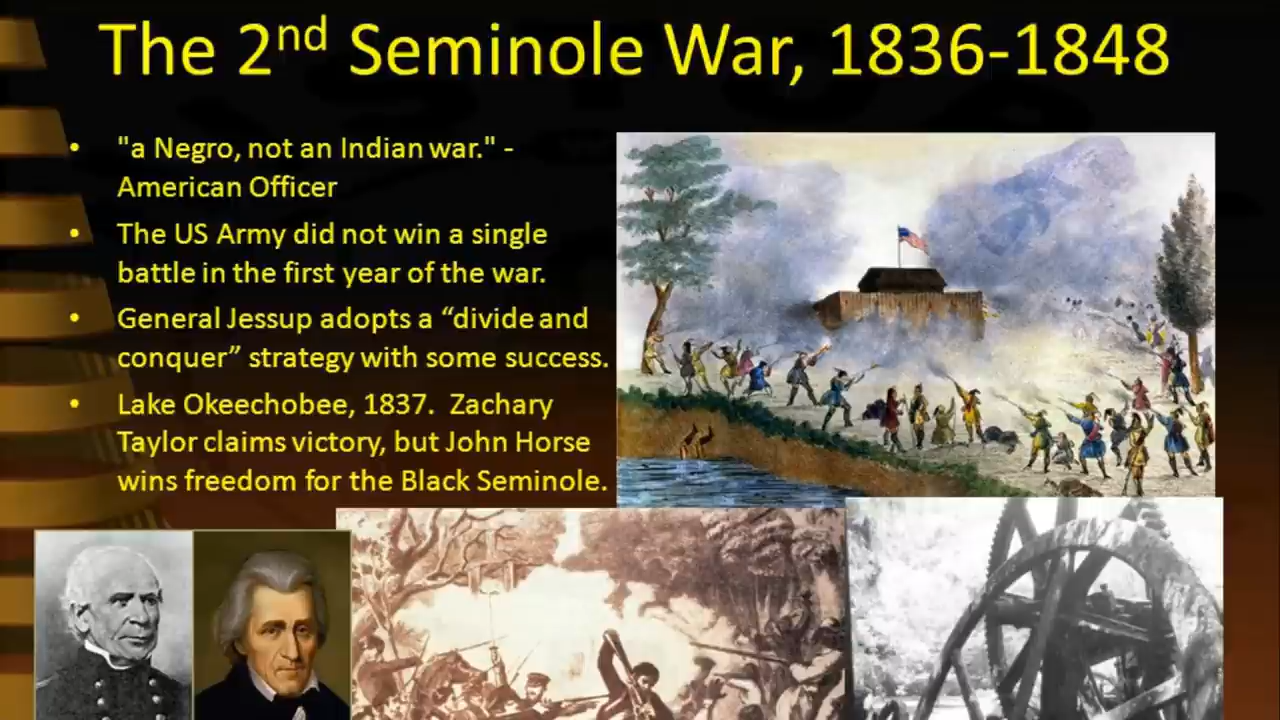 The 2nd Seminole War, 1836-1848
• "a Negro, not an Indian war." -
American Officer
• The US Army did not win a single
battle in the first year of the war.
• General Jessup adopts a “divide and
conquer” strategy with some success.
• Lake Okeechobee, 1837.  Zachary
Taylor claims victory, but John Horse
wins freedom for the Black Seminole.